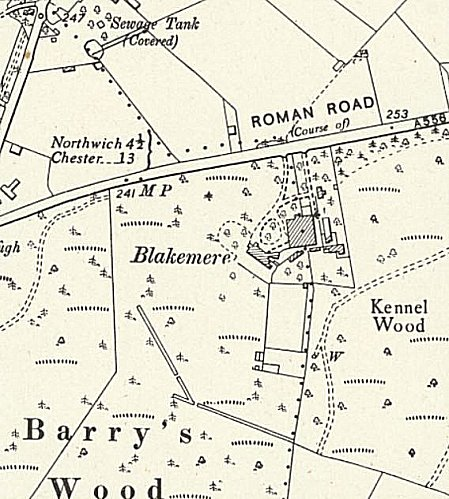 247
Sewage Tank
(Covered)
ROMAN ROAD
(Course of)
253
A556
Northwich 4½
Chester 13
241 M P
Blakemere
Kennel
Wood
W
Barry's
Wood